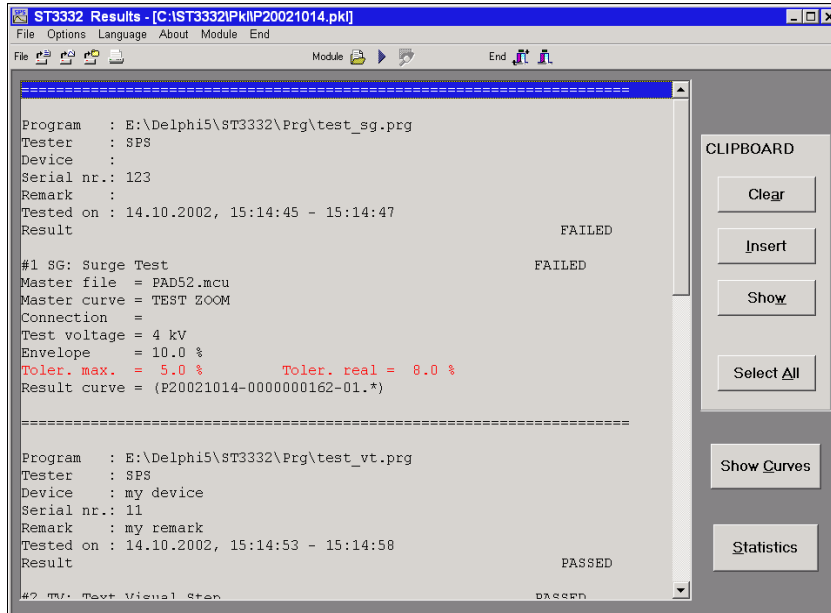 ST3332 Results - [C:\ST3332\Pkl\P20021014.pkl]
File Options Language About Module End
File Module End
========================================================================
Program : E:\Delphi5\ST3332\Prg\test_sg.prg
Tester : SPS
Device :
Serial nr.: 123
Remark :
Tested on : 14.10.2002, 15:14:45 - 15:14:47
Result FAILED
#1 SG: Surge Test FAILED
Master file = PAD52.mcu
Master curve = TEST ZOOM
Connection =
Test voltage = 4 kV
Envelope = 10.0 %
Toler. max. = 5.0 % Toler. real = 8.0 %
Result curve = (P20021014-0000000162-01.*)
========================================================================
Program : E:\Delphi5\ST3332\Prg\test_vt.prg
Tester : SPS
Device : my device
Serial nr.: 11
Remark : my remark
Tested on : 14.10.2002, 15:14:53 - 15:14:58
Result PASSED
#2 TV: Text Visual Step PASSED
CLIPBOARD
Clear
Insert
Show
Select All
Show Curves
Statistics